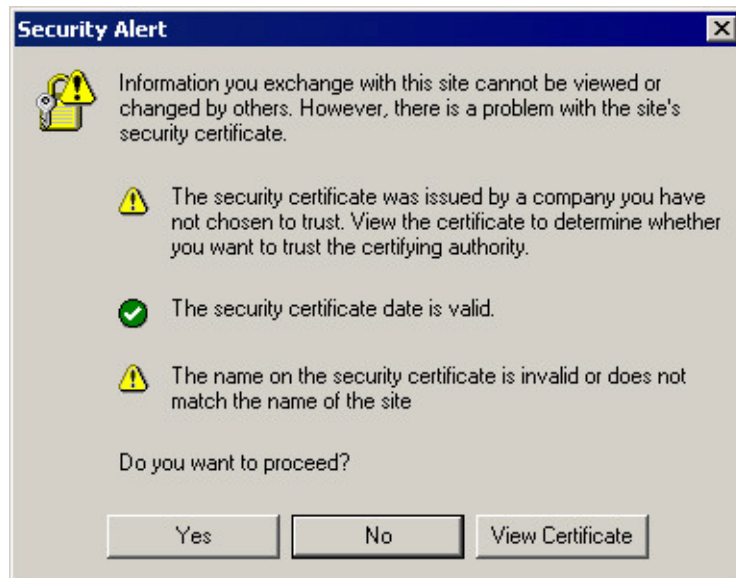 Security Alert
Information you exchange with this site cannot be viewed or
changed by others. However, there is a problem with the site's
security certificate.
The security certificate was issued by a company you have
not chosen to trust. View the certificate to determine whether
you want to trust the certifying authority.
The security certificate date is valid.
The name on the security certificate is invalid or does not
match the name of the site
Do you want to proceed?
Yes
No
View Certificate